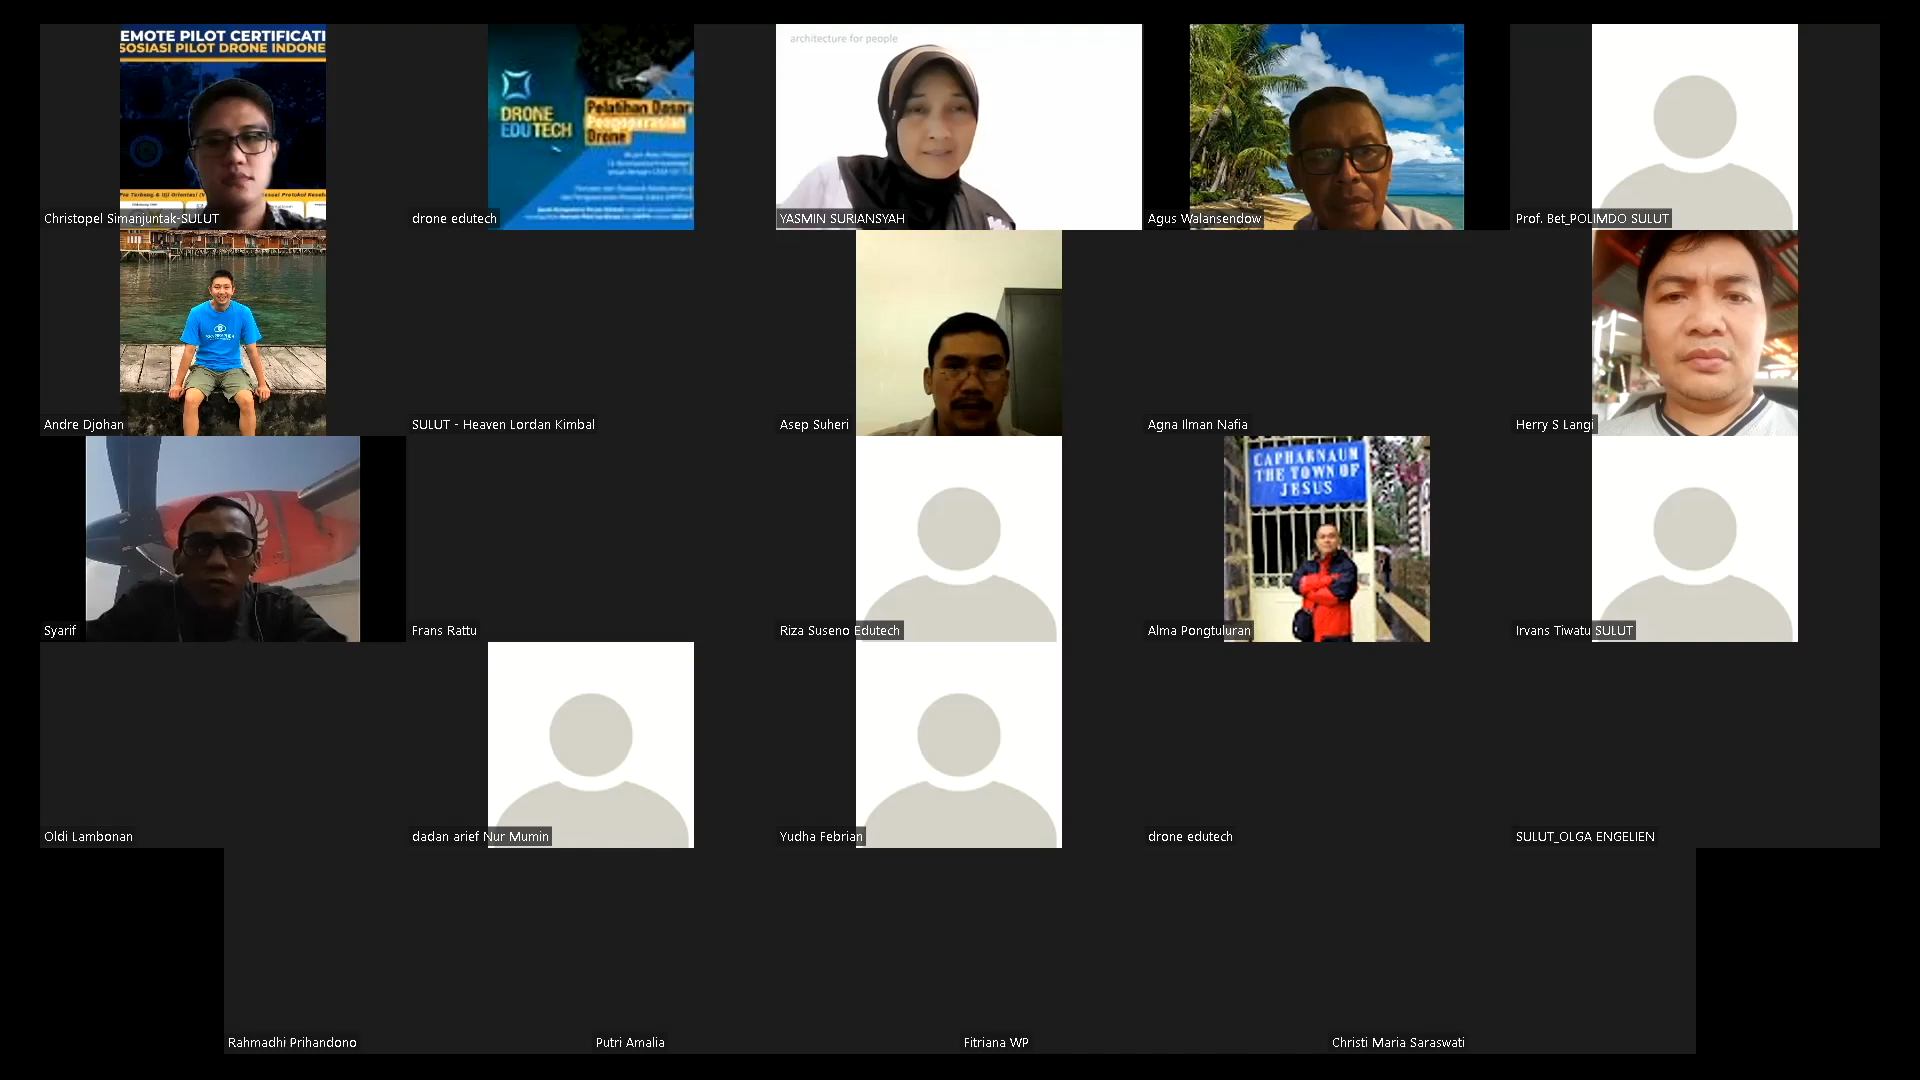 EMOTE PILOT CERTIFICATI
SOSIASI PILOT DRONE INDONE
Christopel Simanjuntak-SULUT
DRONE
EDUTECH
Pelatihan Dasar
Pengoperasian
Drone
drone edutech
architecture for people
YASMIN SURIANSYAH
Agus Walansendow
Prof. Bet_POLIMDO SULUT
Andre Djohan
SULUT - Heaven Lordan Kimbal
Asep Suheri
Agna Ilman Nafia
Herry S Langi
Syarif
Frans Rattu
Riza Suseno Edutech
CAPHARNAUM
THE TOWN OF
JESUS
Alma Pongtuluran
Irvans Tiwatu SULUT
Oldi Lambonan
dadan arief Nur Mumin
Yudha Febrian
drone edutech
SULUT_OLGA ENGELIEN
Rahmadhi Prihandono
Putri Amalia
Fitriana WP
Christi Maria Saraswati